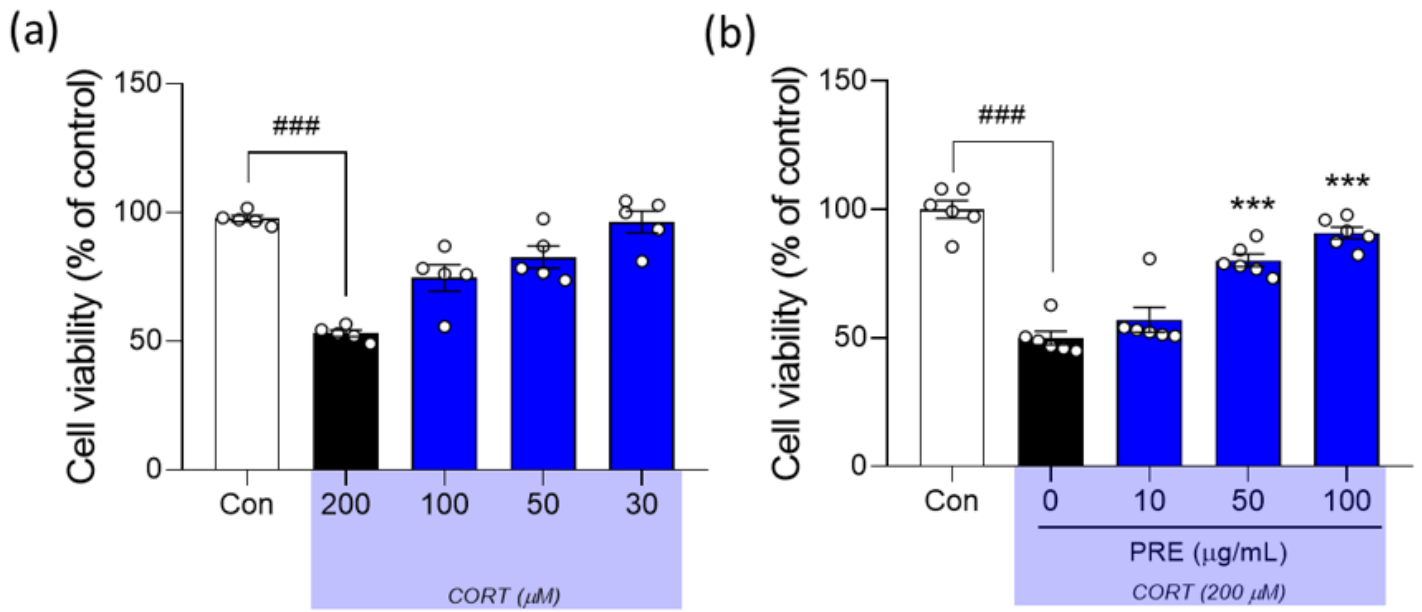 (a)
Cell viability (% of control)
150
100
50
0
###
Con 200 100 50 30
CORT (μM)
(b)
Cell viability (% of control)
150
100
50
0
###
***
***
Con 0 10 50 100
PRE (μg/mL)
CORT (200 μM)